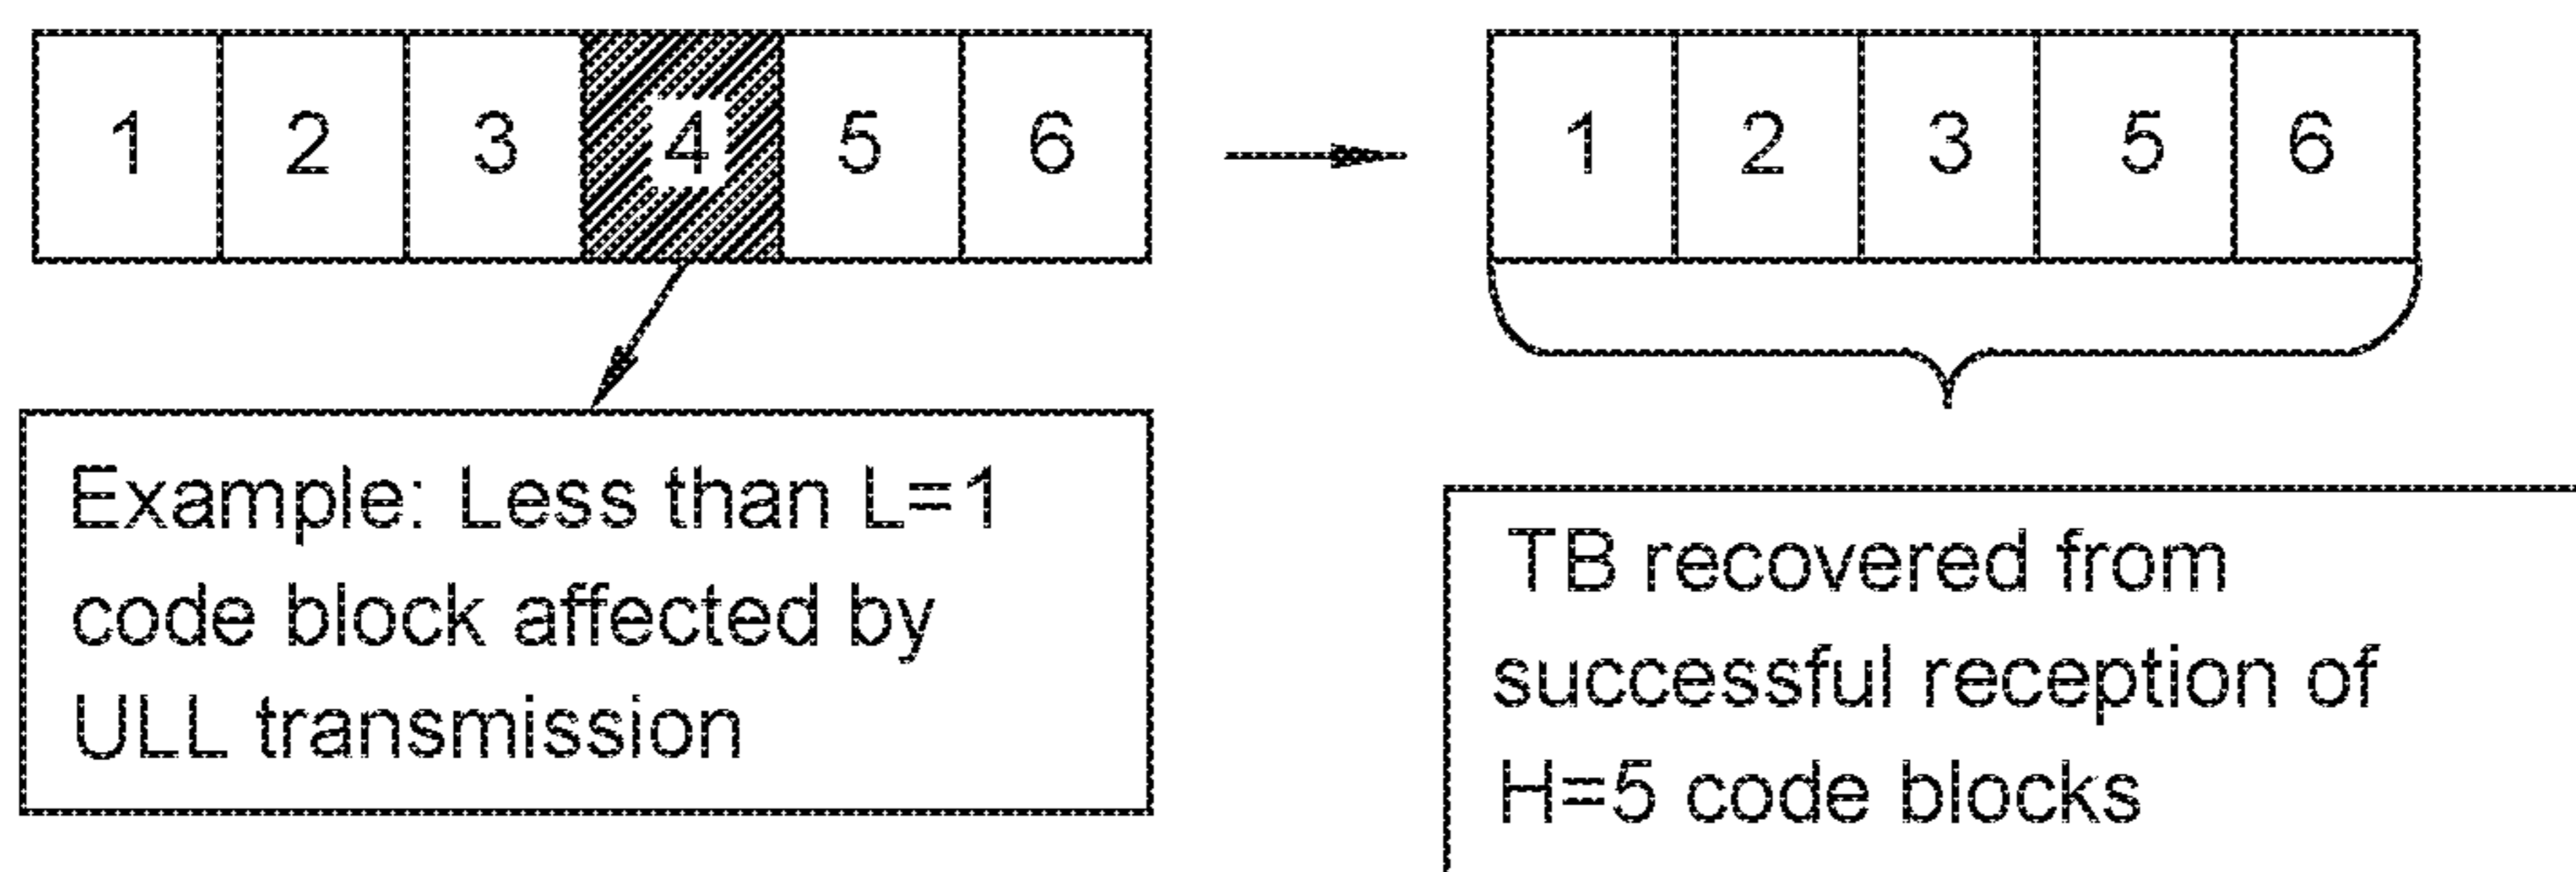 1 2 3 4 5 6
1 2 3 5 6
Example: Less than L=1
code block affected by
ULL transmission
TB recovered from
successful reception of
H=5 code blocks